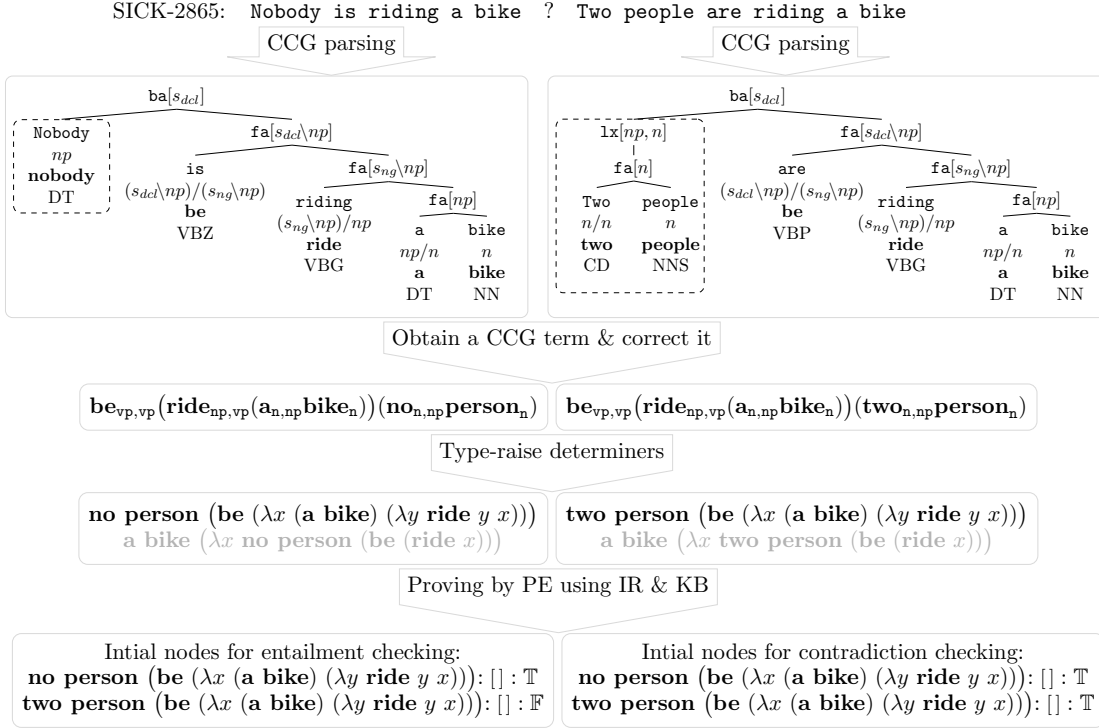 SICK-2865: Nobody is riding a bike ? Two people are riding a bike
CCG parsing CCG parsing
ba[s_dcl]
Nobody
np
nobody
DT
fa[s_dcl\np]
is
(s_dcl\np)/(s_ng\np)
be
VBZ
fa[s_ng\np]
riding
(s_ng\np)/np
ride
VBG
fa[np]
a
np/n
a
DT
bike
n
bike
NN
ba[s_dcl]
lx[np, n]
fa[n]
Two
n/n
two
CD
people
n
people
NNS
fa[s_dcl\np]
are
(s_dcl\np)/(s_ng\np)
be
VBP
fa[s_ng\np]
riding
(s_ng\np)/np
ride
VBG
fa[np]
a
np/n
a
DT
bike
n
bike
NN
Obtain a CCG term & correct it
be_vp,vp(ride_np,vp(a_n,np bike_n))(no_n,np person_n)
be_vp,vp(ride_np,vp(a_n,np bike_n))(two_n,np person_n)
Type-raise determiners
no person (be (λx (a bike) (λy ride y x)))
a bike (λx no person (be (ride x)))
two person (be (λx (a bike) (λy ride y x)))
a bike (λx two person (be (ride x)))
Proving by PE using IR & KB
Intial nodes for entailment checking:
no person (be (λx (a bike) (λy ride y x))): [] : 𝕋
two person (be (λx (a bike) (λy ride y x))): [] : 𝔽
Intial nodes for contradiction checking:
no person (be (λx (a bike) (λy ride y x))): [] : 𝕋
two person (be (λx (a bike) (λy ride y x))): [] : 𝕋